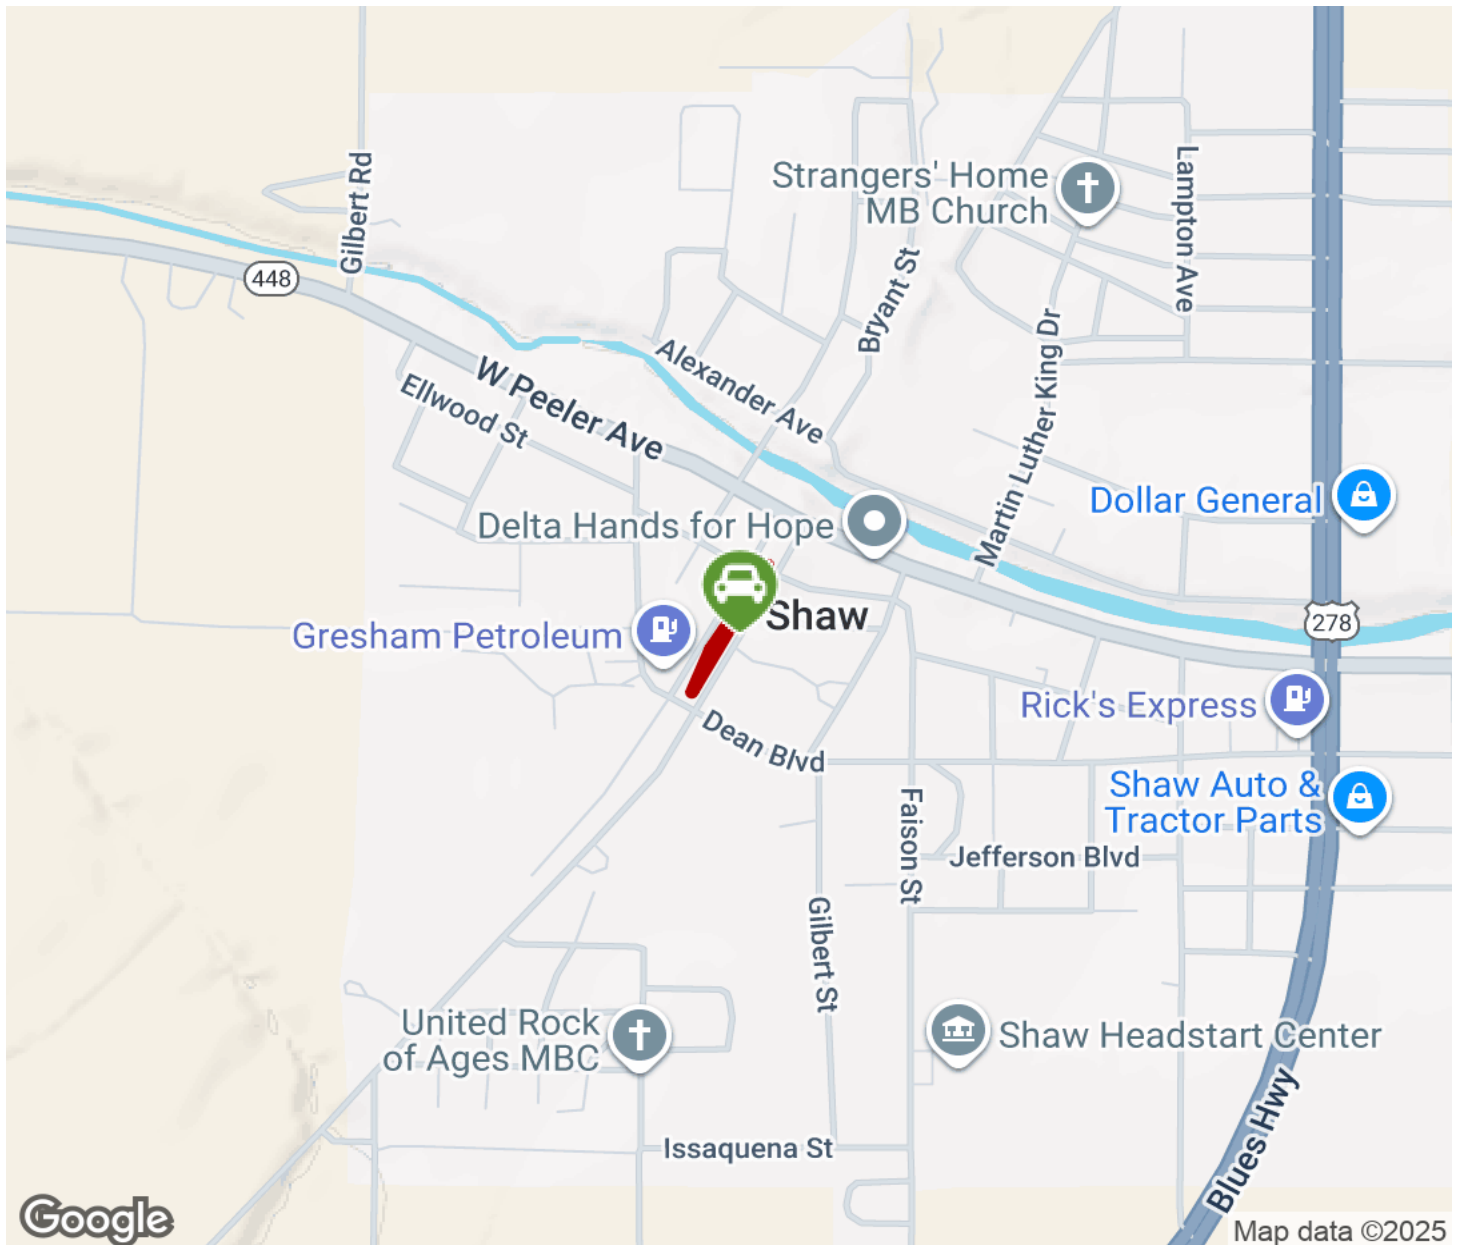 Gilbert Rd
448
Strangers' Home
MB Church
Lampton Ave
Bryant St
Alexander Ave
W Peeler Ave
Ellwood St
Martin Luther King Dr
Dollar General
Delta Hands for Hope
Shaw
278
Gresham Petroleum
Rick's Express
Dean Blvd
Shaw Auto &
Tractor Parts
Faison St
Jefferson Blvd
Gilbert St
United Rock
of Ages MBC
Shaw Headstart Center
Issaquena St
Blues Hwy
Google
Map data ©2025